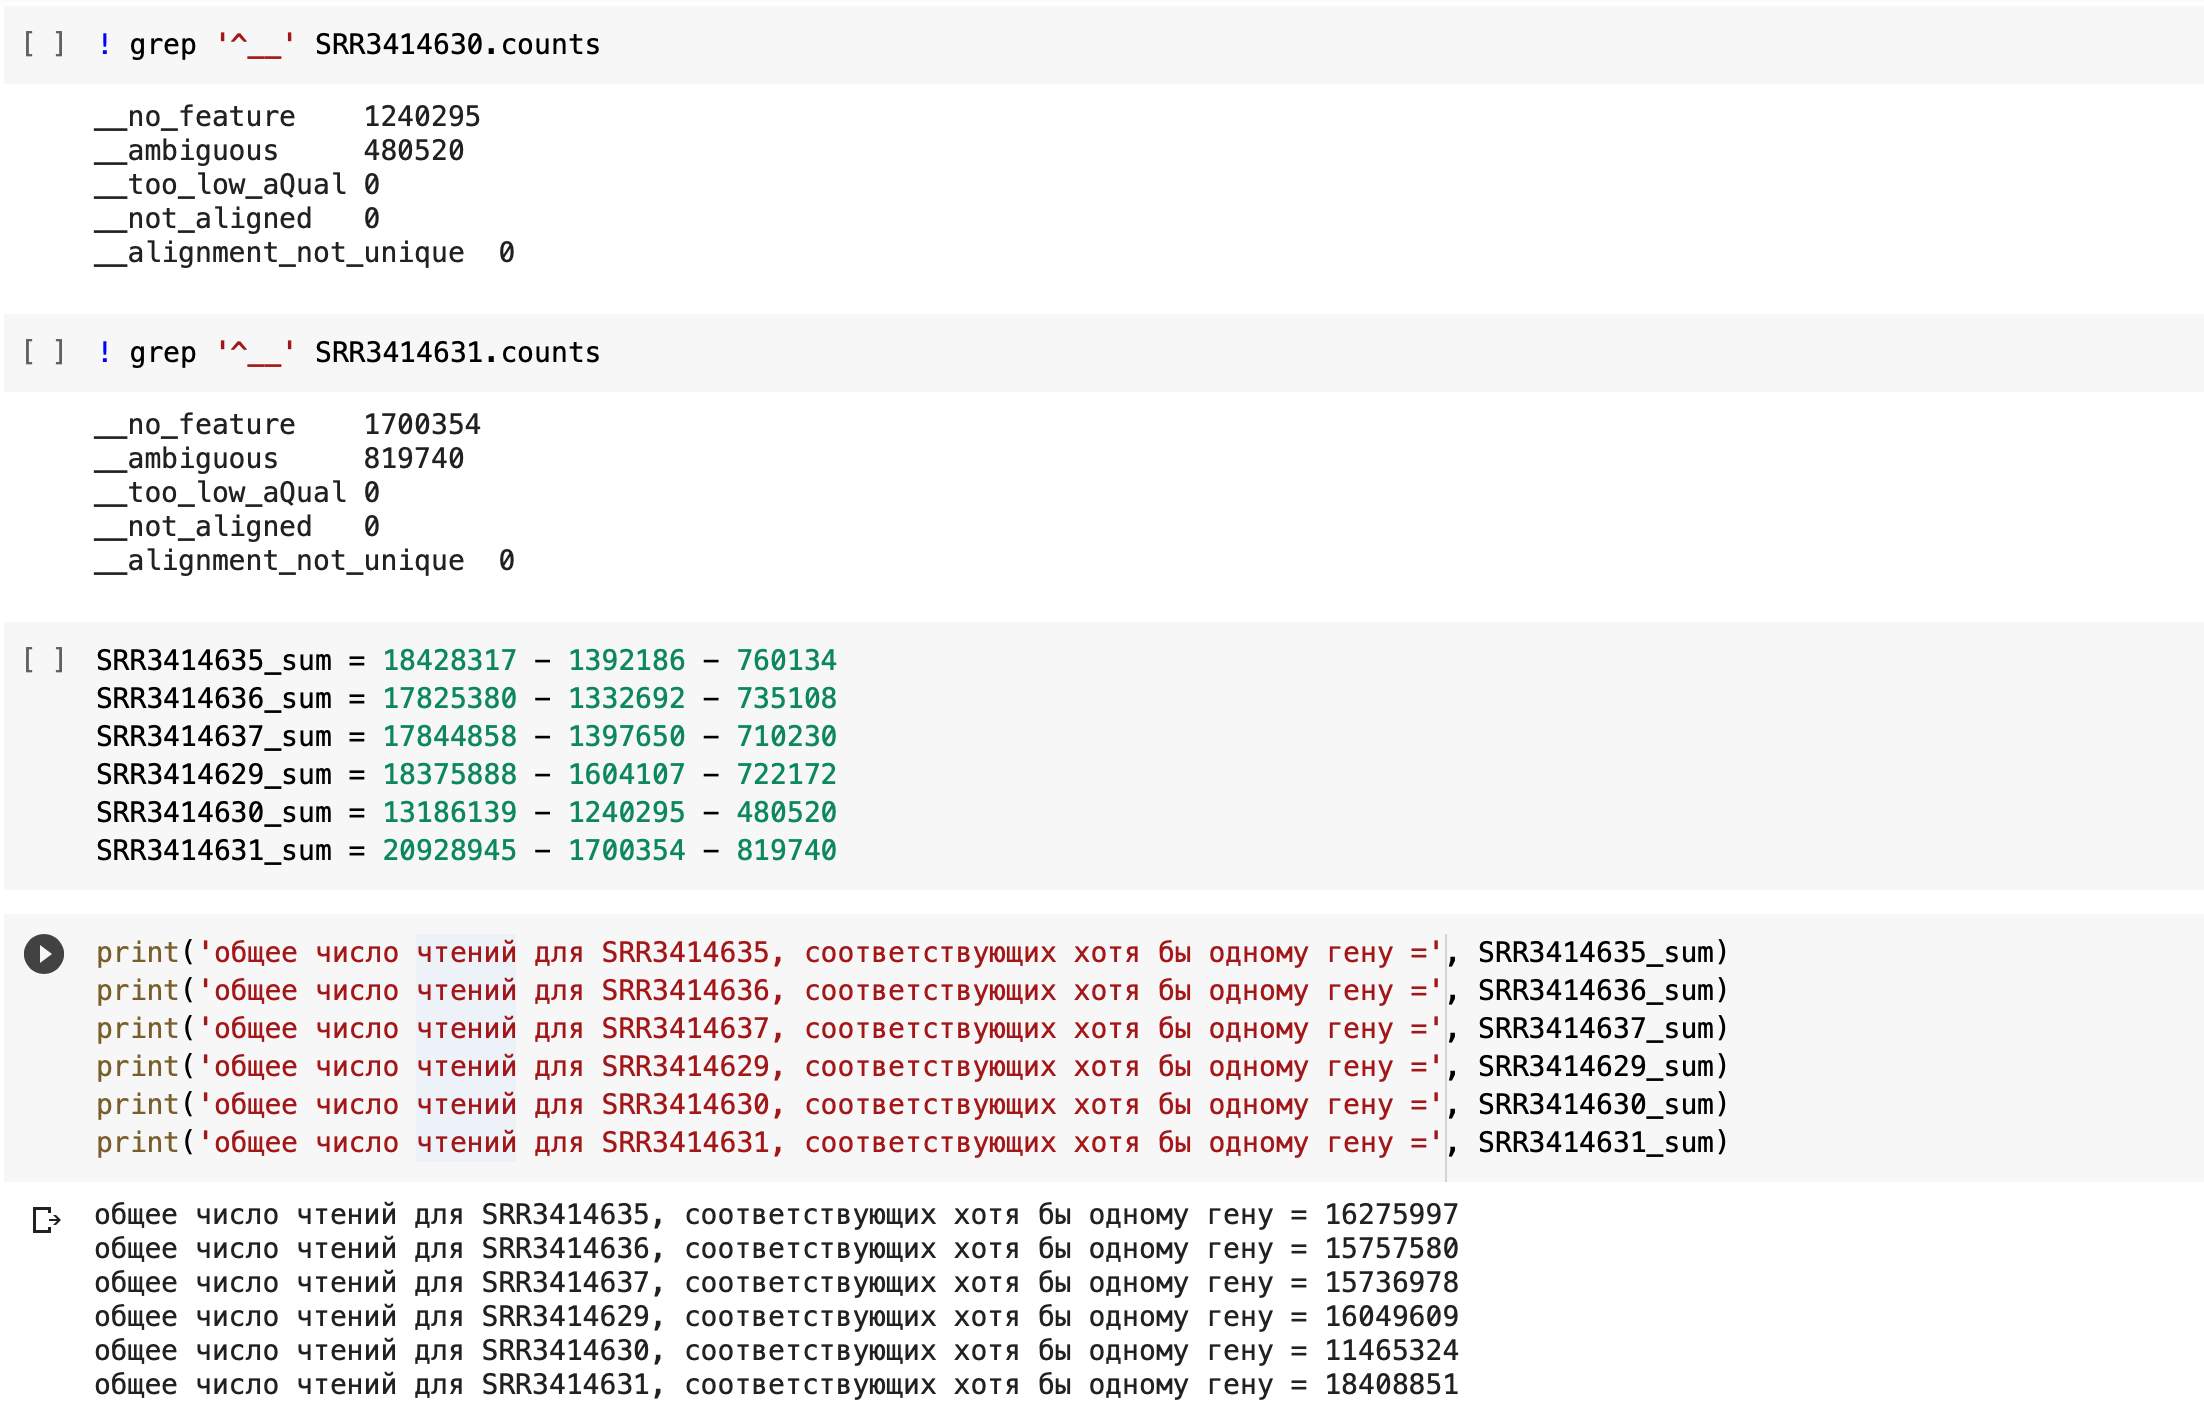 [ ] ! grep '^__' SRR3414630.counts
__no_feature    1240295
__ambiguous     480520
__too_low_aQual 0
__not_aligned   0
__alignment_not_unique  0
[ ] ! grep '^__' SRR3414631.counts
__no_feature    1700354
__ambiguous     819740
__too_low_aQual 0
__not_aligned   0
__alignment_not_unique  0
[ ] SRR3414635_sum = 18428317 - 1392186 - 760134
SRR3414636_sum = 17825380 - 1332692 - 735108
SRR3414637_sum = 17844858 - 1397650 - 710230
SRR3414629_sum = 18375888 - 1604107 - 722172
SRR3414630_sum = 13186139 - 1240295 - 480520
SRR3414631_sum = 20928945 - 1700354 - 819740
print('общее число чтений для SRR3414635, соответствующих хотя бы одному гену =', SRR3414635_sum)
print('общее число чтений для SRR3414636, соответствующих хотя бы одному гену =', SRR3414636_sum)
print('общее число чтений для SRR3414637, соответствующих хотя бы одному гену =', SRR3414637_sum)
print('общее число чтений для SRR3414629, соответствующих хотя бы одному гену =', SRR3414629_sum)
print('общее число чтений для SRR3414630, соответствующих хотя бы одному гену =', SRR3414630_sum)
print('общее число чтений для SRR3414631, соответствующих хотя бы одному гену =', SRR3414631_sum)
общее число чтений для SRR3414635, соответствующих хотя бы одному гену = 16275997
общее число чтений для SRR3414636, соответствующих хотя бы одному гену = 15757580
общее число чтений для SRR3414637, соответствующих хотя бы одному гену = 15736978
общее число чтений для SRR3414629, соответствующих хотя бы одному гену = 16049609
общее число чтений для SRR3414630, соответствующих хотя бы одному гену = 11465324
общее число чтений для SRR3414631, соответствующих хотя бы одному гену = 18408851